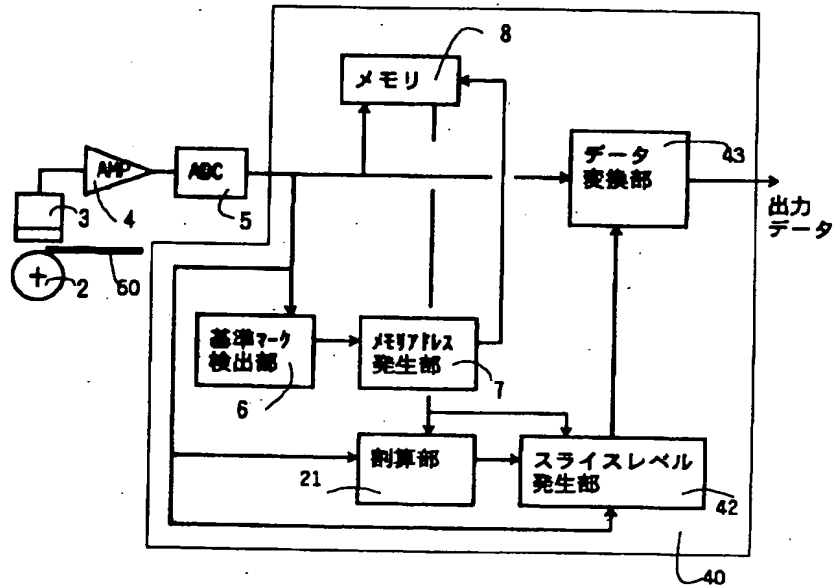 8
メモリ
AMP
ADC
データ
変換部
43
3
4
5
出力
データ
2
50
基準マーク
検出部
メモリアドレス
発生部
6
7
割算部
21
スライスレベル
発生部
42
40